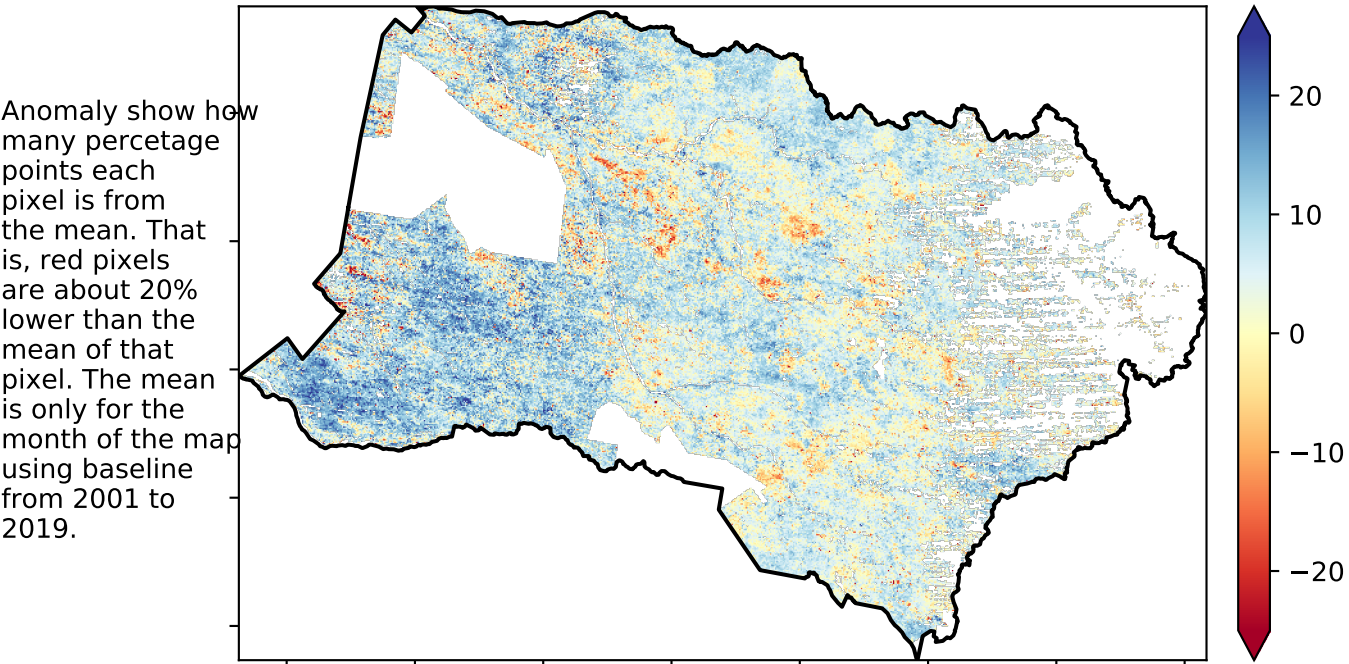 Anomaly show how
many percetage
points each
pixel is from
the mean. That
is, red pixels
are about 20%
lower than the
mean of that
pixel. The mean
is only for the
month of the map
using baseline
from 2001 to
2019.
20
10
0
−10
−20